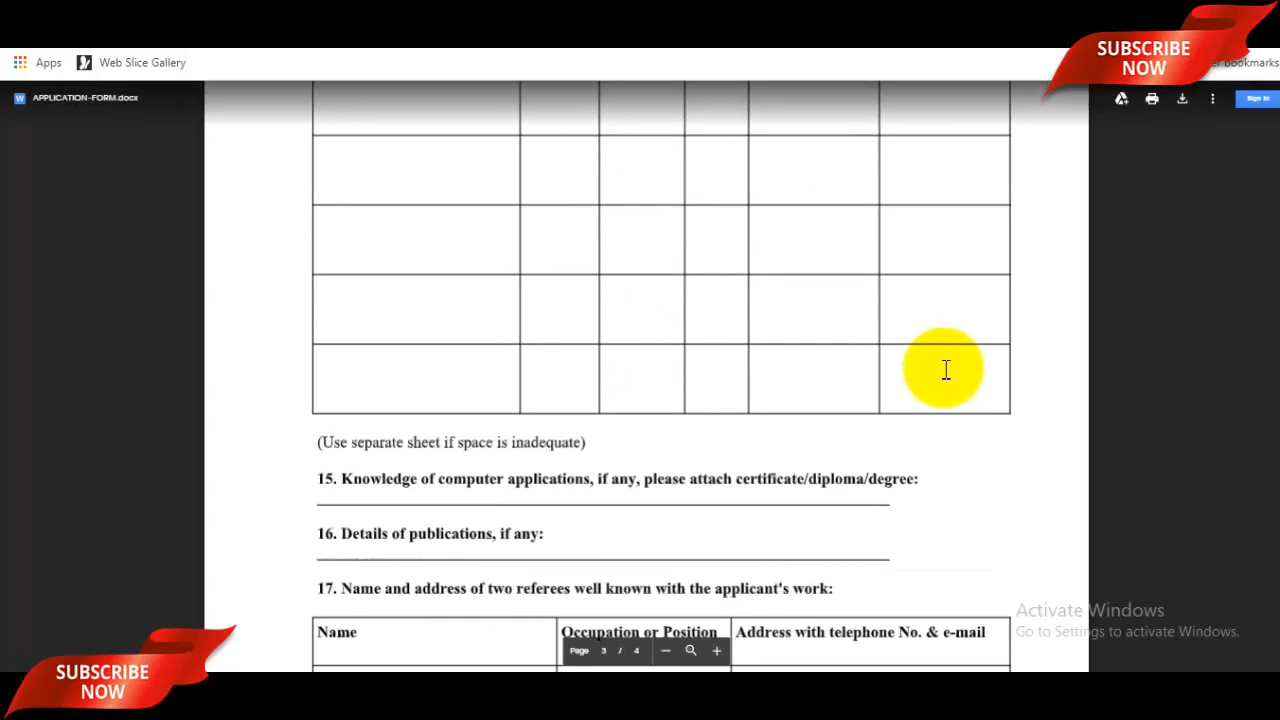 SUBSCRIBE
NOW
Apps
Web Slice Gallery
er bookmarks
W
APPLICATION-FORM.docx
Sign in
(Use separate sheet if space is inadequate)
15. Knowledge of computer applications, if any, please attach certificate/diploma/degree:
16. Details of publications, if any:
17. Name and address of two referees well known with the applicant's work:
Name
Occupation or Position
Address with telephone No. & e-mail
Page 3 / 4
Activate Windows
Go to Settings to activate Windows.
SUBSCRIBE
NOW